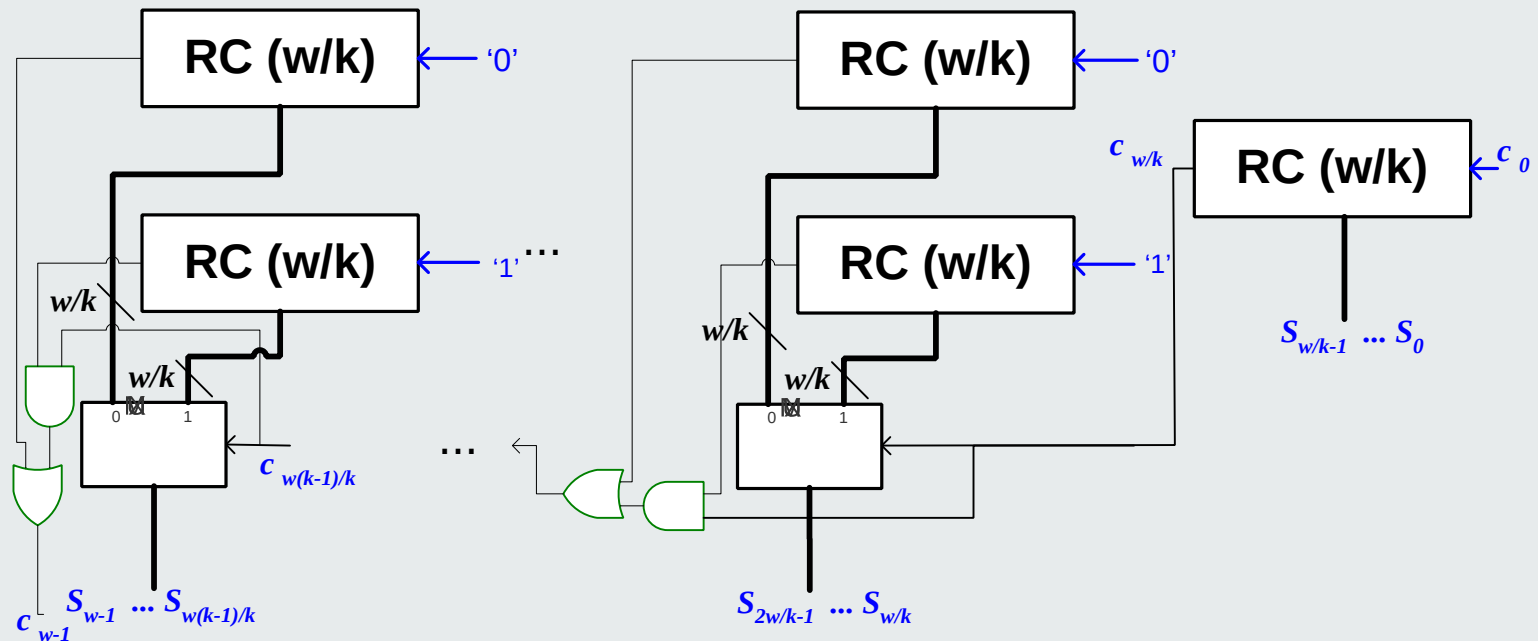 RC (w/k)
‘0’
RC (w/k)
‘0’
RC (w/k)
c w/k
c 0
RC (w/k)
‘1’
...
RC (w/k)
‘1’
w/k
w/k
w/k
w/k
0
1
0
1
c w(k-1)/k
...
S w/k-1 ... S 0
S w-1 ... S w(k-1)/k
c w-1
S 2w/k-1 ... S w/k